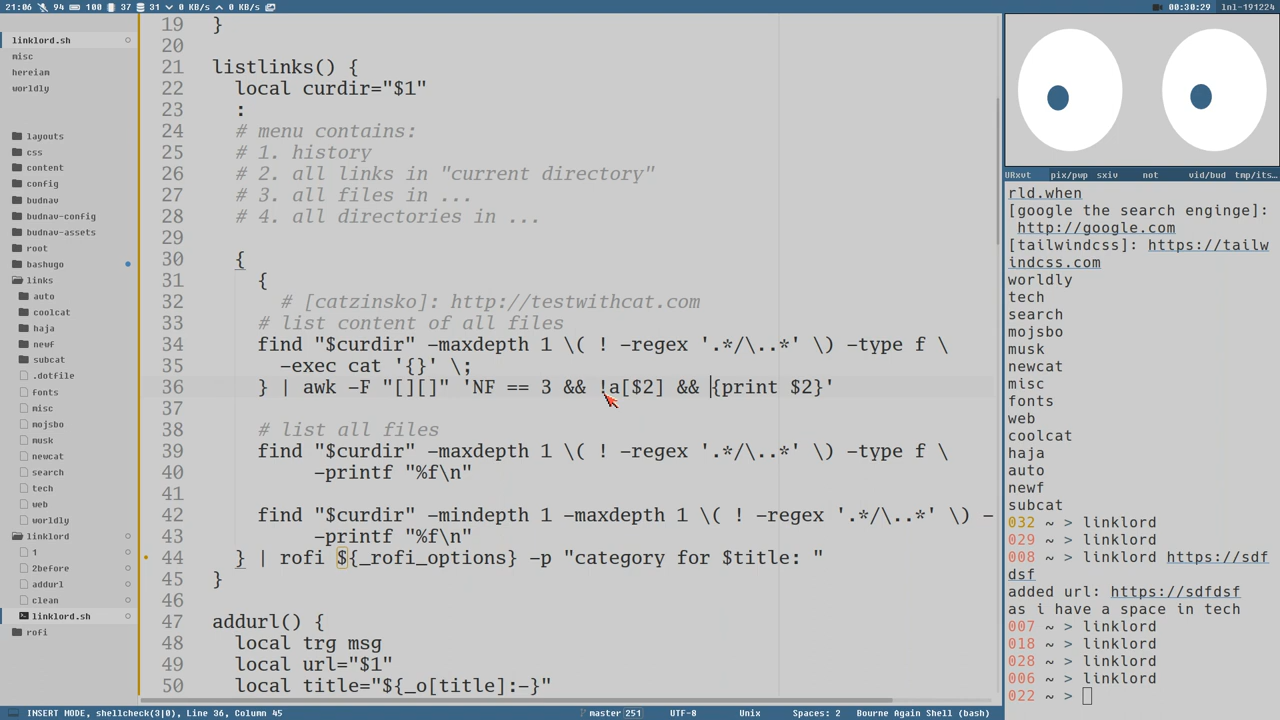 21:06 94 100 37 31 0 KB/s 0 KB/s
00:30:29 lnl-191224
linklord.sh
misc
hereiam
worldly
layouts
css
content
config
budnav
budnav-config
budnav-assets
root
bashugo
links
auto
coolcat
haja
newf
subcat
.dotfile
fonts
misc
mojsbo
musk
newcat
search
tech
web
worldly
linklord
1
2before
addurl
clean
linklord.sh
rofi
19 }
20
21 listlinks() {
22 local curdir="$1"
23 :
24 # menu contains:
25 # 1. history
26 # 2. all links in "current directory"
27 # 3. all files in ...
28 # 4. all directories in ...
29
30 {
31 {
32 # [catzinsko]: http://testwithcat.com
33 # list content of all files
34 find "$curdir" -maxdepth 1 \( ! -regex '.*/\..*' \) -type f \
35 -exec cat '{}' \;
36 } | awk -F "[][]" 'NF == 3 && !a[$2] && {print $2}'
37
38 # list all files
39 find "$curdir" -maxdepth 1 \( ! -regex '.*/\..*' \) -type f \
40 -printf "%f\n"
41
42 find "$curdir" -mindepth 1 -maxdepth 1 \( ! -regex '.*/\..*' \) -
43 -printf "%f\n"
44 } | rofi ${_rofi_options} -p "category for $title: "
45 }
46
47 addurl() {
48 local trg msg
49 local url="$1"
50 local title="${_o[title]:-}"
URxvt pix/pwp sxiv not vid/bud tmp/its…
rld.when
[google the search enginge]:
http://google.com
[tailwindcss]: https://tailw
indcss.com
worldly
tech
search
mojsbo
musk
newcat
misc
fonts
web
coolcat
haja
auto
newf
subcat
032 ~ > linklord
029 ~ > linklord
008 ~ > linklord https://sdf
dsf
added url: https://sdfdsf
as i have a space in tech
007 ~ > linklord
018 ~ > linklord
028 ~ > linklord
006 ~ > linklord
022 ~ >
INSERT MODE, shellcheck(3|0), Line 36, Column 45 master 251 UTF-8 Unix Spaces: 2 Bourne Again Shell (bash)